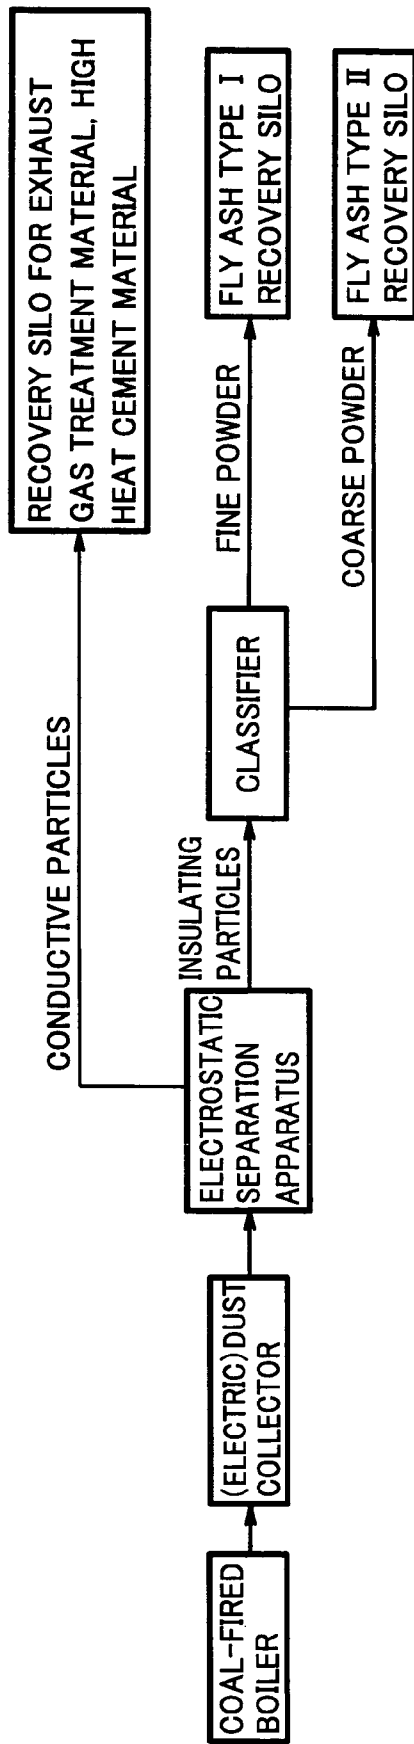 COAL-FIRED
BOILER
(ELECTRIC)DUST
COLLECTOR
ELECTROSTATIC
SEPARATION
APPARATUS
CONDUCTIVE PARTICLES
RECOVERY SILO FOR EXHAUST
GAS TREATMENT MATERIAL, HIGH
HEAT CEMENT MATERIAL
INSULATING
PARTICLES
CLASSIFIER
FINE POWDER
FLY ASH TYPE I
RECOVERY SILO
COARSE POWDER
FLY ASH TYPE II
RECOVERY SILO